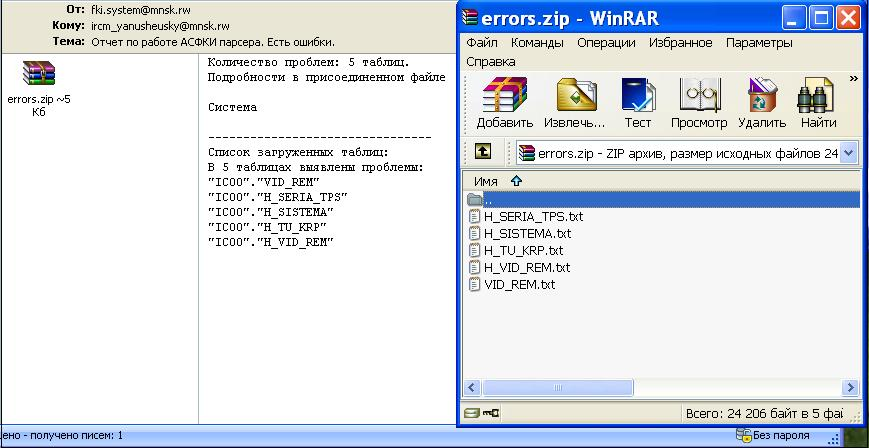 От: fki.system@mnsk.rw
Кому: ircm_yanusheusky@mnsk.rw
Тема: Отчет по работе АСФКИ парсера. Есть ошибки.
errors.zip ~5
Кб
Количество проблем: 5 таблиц.
Подробности в присоединенном файле
Система
--------------------------------
Список загруженных таблиц:
В 5 таблицах выявлены проблемы:
"IC00"."VID_REM"
"IC00"."H_SERIA_TPS"
"IC00"."H_SISTEMA"
"IC00"."H_TU_KRP"
"IC00"."H_VID_REM"
ено - получено писем: 1
errors.zip - WinRAR
Файл Команды Операции Избранное Параметры
Справка
Добавить Извлечь... Тест Просмотр Удалить Найти
errors.zip - ZIP архив, размер исходных файлов 24
Имя
..
H_SERIA_TPS.txt
H_SISTEMA.txt
H_TU_KRP.txt
H_VID_REM.txt
VID_REM.txt
Всего: 24 206 байт в 5 фай
Без пароля